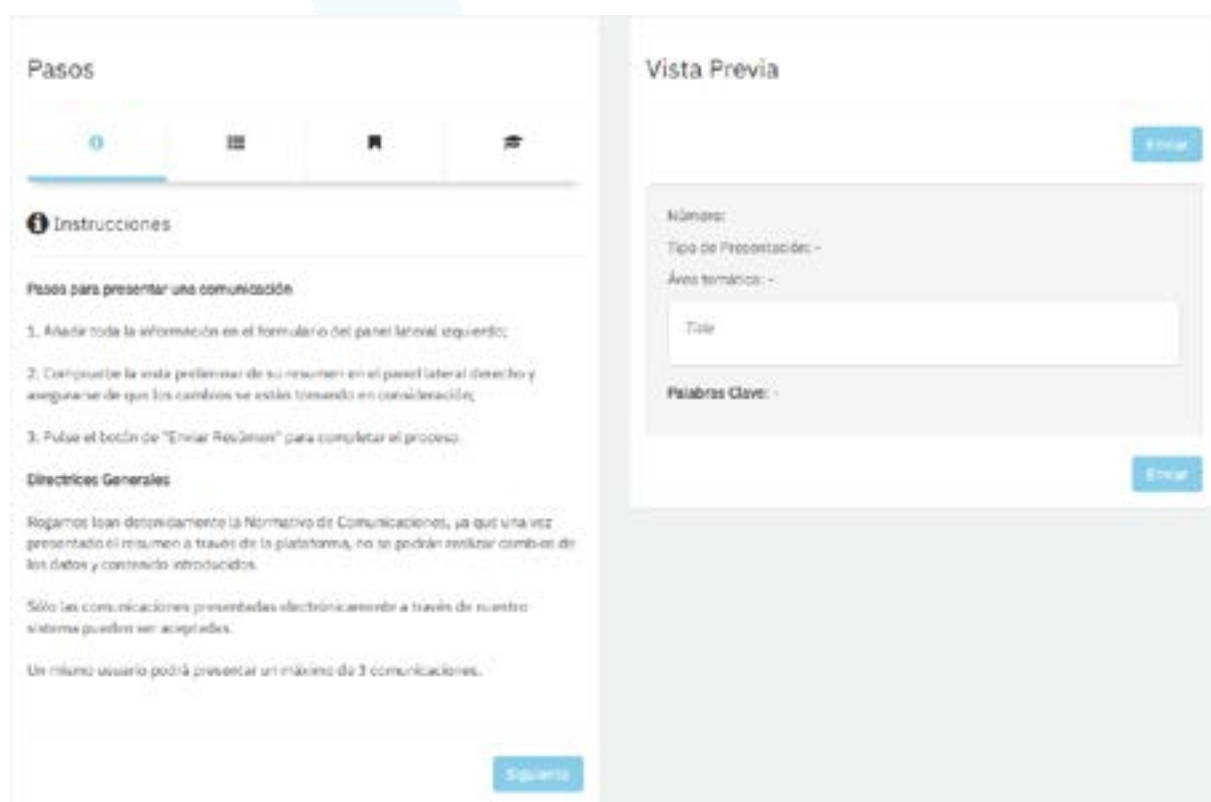 Pasos
Instrucciones
Pasos para presentar una comunicación
1. Añadir toda la información en el formulario del panel lateral izquierdo;
2. Compruebe la vista preliminar de su resumen en el panel lateral derecho y
asegurarse de que los cambios se están tomando en consideración;
3. Pulse el botón de "Enviar Resúmen" para completar el proceso.
Directrices Generales
Rogamos lean detenidamente la Normativa de Comunicaciones, ya que una vez
presentado el resumen a través de la plataforma, no se podrán realizar cambios de
los datos y contenido introducidos.
Sólo las comunicaciones presentadas electrónicamente a través de nuestro
sistema pueden ser aceptadas.
Un mismo usuario podrá presentar un máximo de 3 comunicaciones.
Siguiente
Vista Previa
Enviar
Número:
Tipo de Presentación: -
Área temática: -
Title
Palabras Clave: -
Enviar